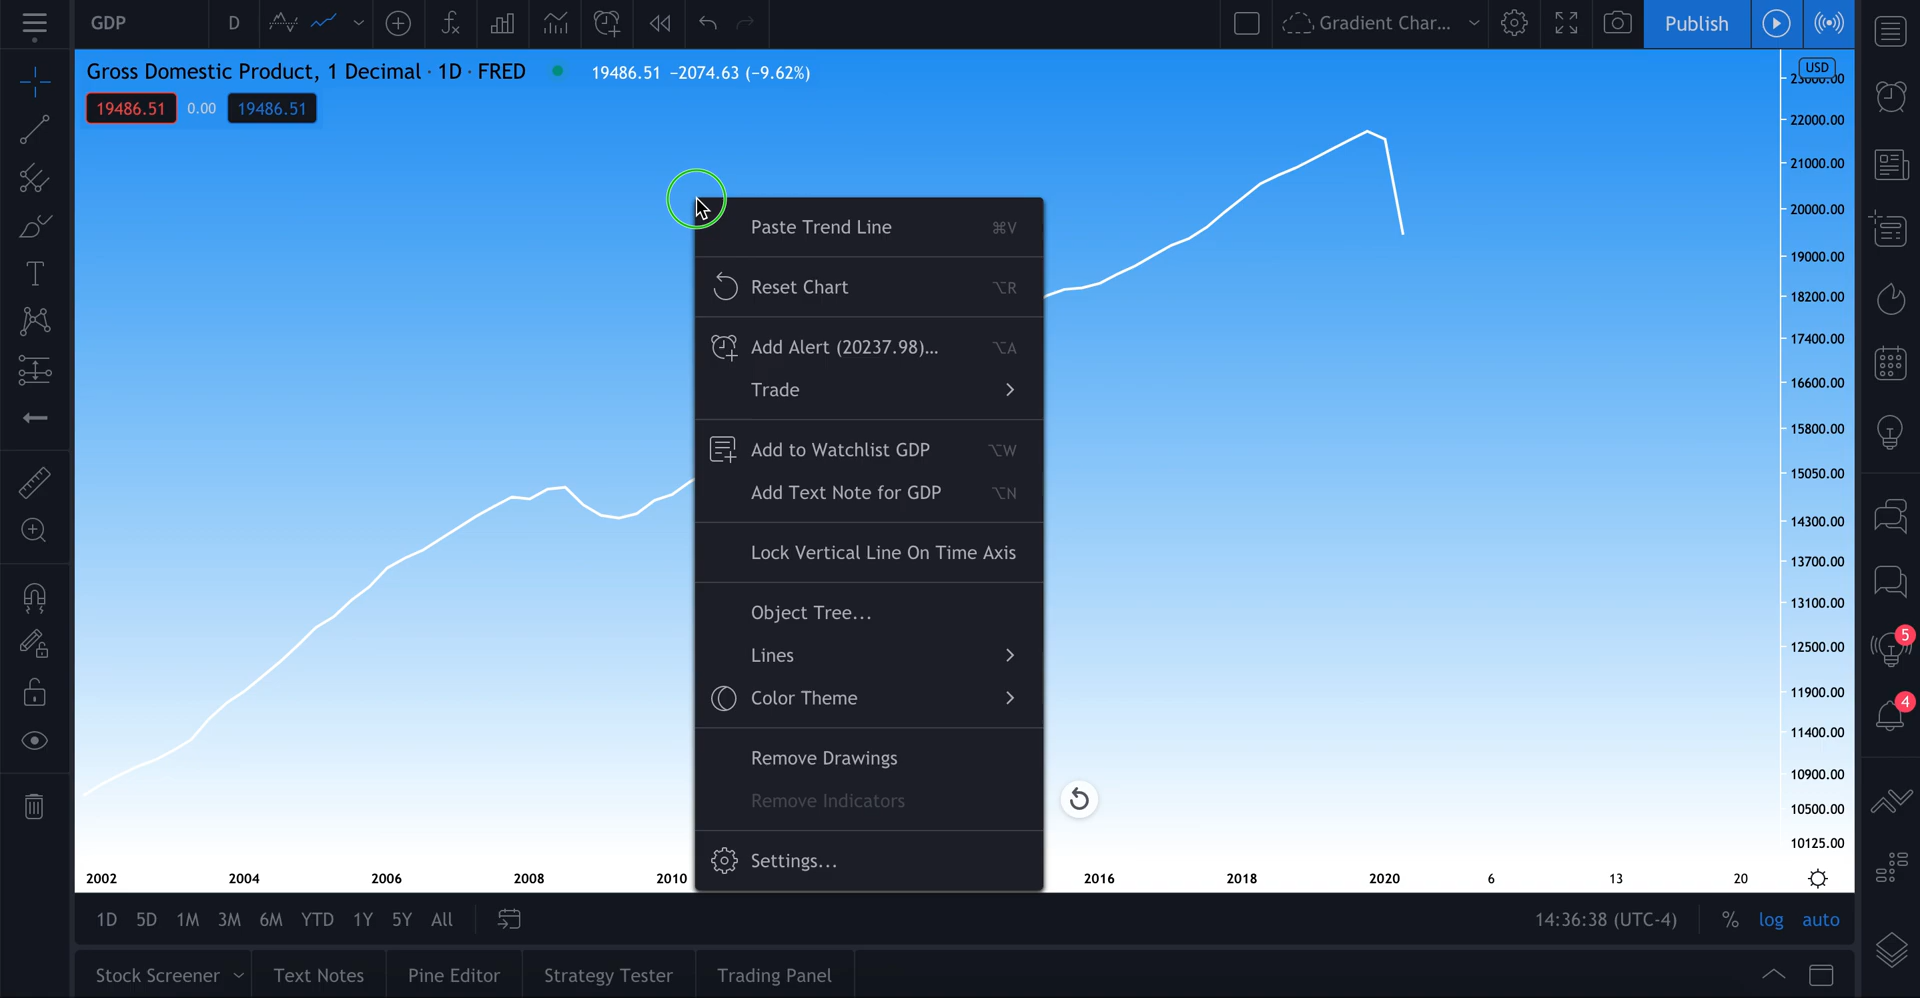 GDP
D
Gradient Char...
Publish
Gross Domestic Product, 1 Decimal · 1D · FRED
19486.51 −2074.63 (−9.62%)
USD
19486.51
0.00
19486.51
23000.00
22000.00
21000.00
20000.00
19000.00
18200.00
17400.00
16600.00
15800.00
15050.00
14300.00
13700.00
13100.00
12500.00
11900.00
11400.00
10900.00
10500.00
10125.00
Paste Trend Line ⌘V
Reset Chart ⌥R
Add Alert (20237.98)... ⌥A
Trade
Add to Watchlist GDP ⌥W
Add Text Note for GDP ⌥N
Lock Vertical Line On Time Axis
Object Tree...
Lines
Color Theme
Remove Drawings
Remove Indicators
Settings...
5
4
2002 2004 2006 2008 2010 2016 2018 2020 6 13 20
1D 5D 1M 3M 6M YTD 1Y 5Y All
14:36:38 (UTC-4) % log auto
Stock Screener Text Notes Pine Editor Strategy Tester Trading Panel